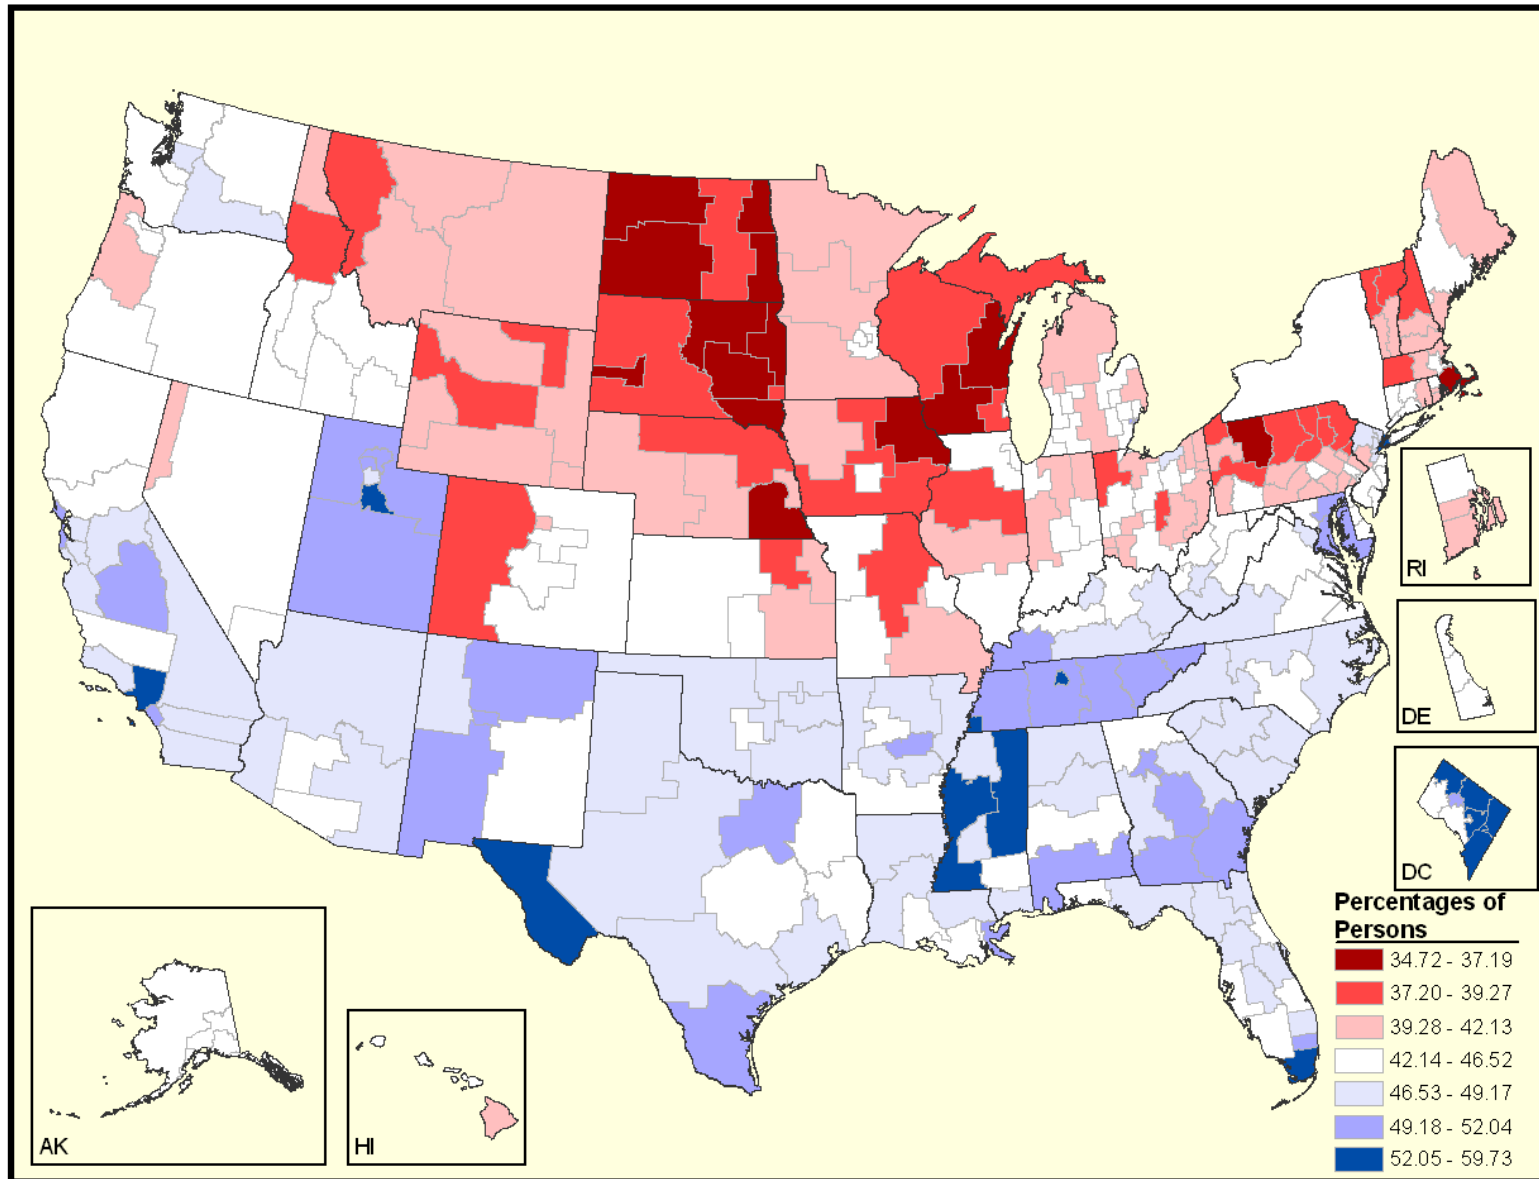 RI
DE
DC
AK
HI
Percentages of
Persons
34.72 - 37.19
37.20 - 39.27
39.28 - 42.13
42.14 - 46.52
46.53 - 49.17
49.18 - 52.04
52.05 - 59.73